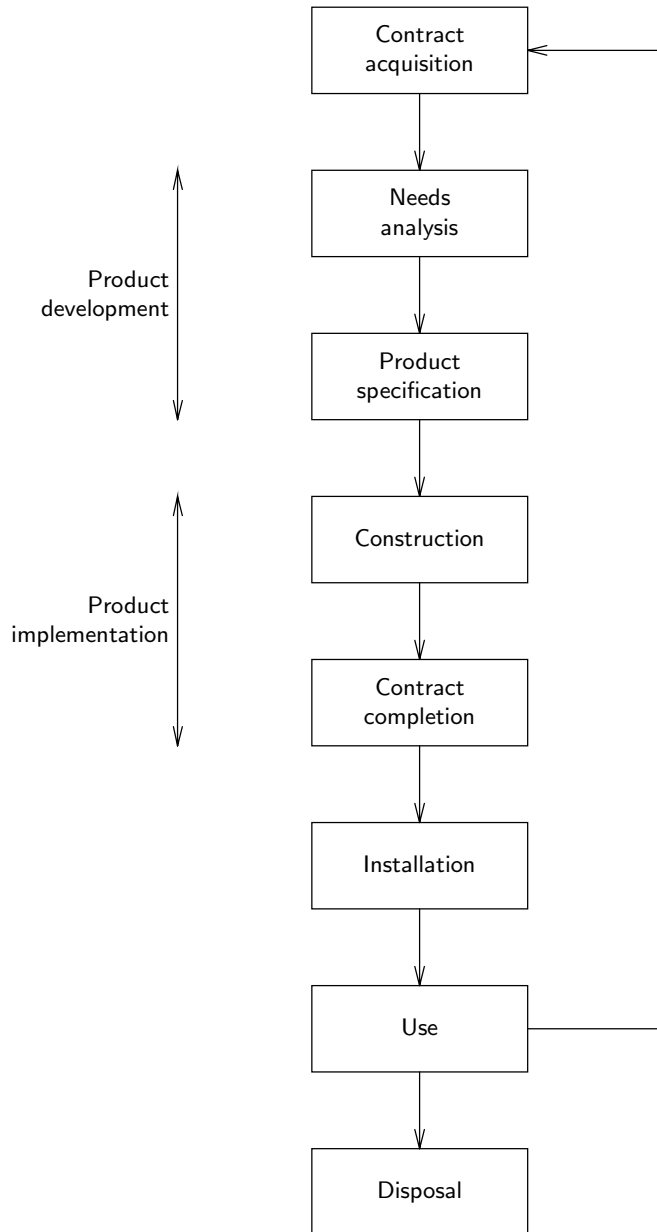 Contract
acquisition
Needs
analysis
Product
development
Product
specification
Construction
Product
implementation
Contract
completion
Installation
Use
Disposal